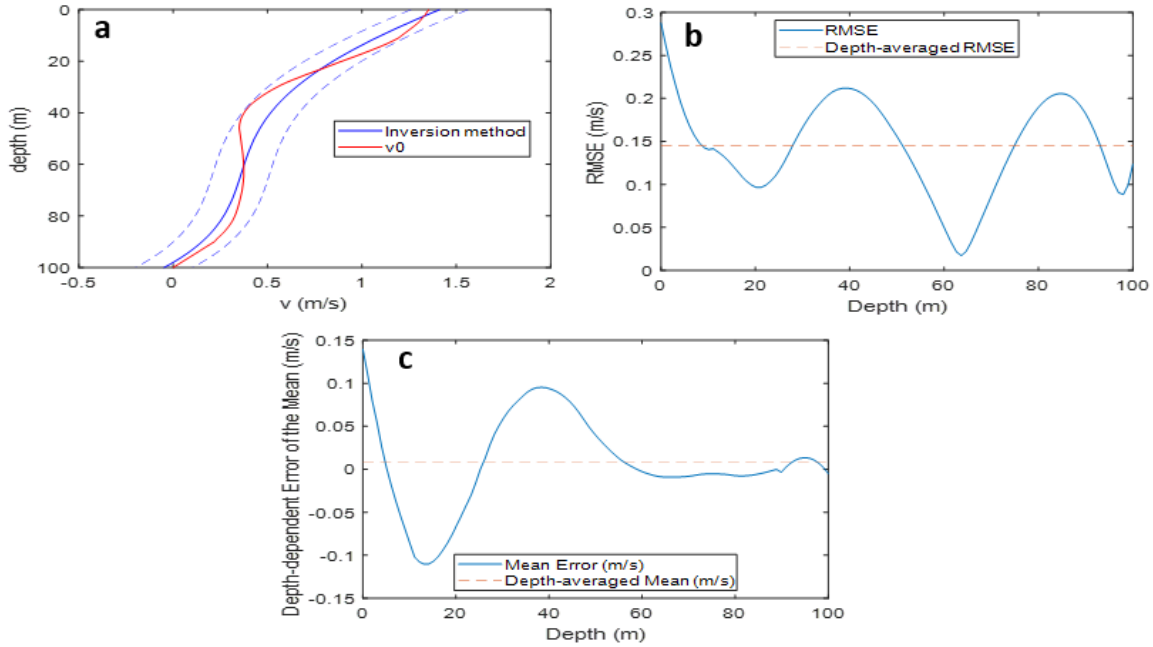 a
0
20
40
60
80
100
depth (m)
-0.5
0
0.5
1
1.5
2
v (m/s)
Inversion method
v0
b
0.3
0.25
0.2
0.15
0.1
0.05
0
RMSE (m/s)
0
20
40
60
80
100
Depth (m)
RMSE
Depth-averaged RMSE
c
0.15
0.1
0.05
0
-0.05
-0.1
-0.15
Depth-dependent Error of the Mean (m/s)
0
20
40
60
80
100
Depth (m)
Mean Error (m/s)
Depth-averaged Mean (m/s)